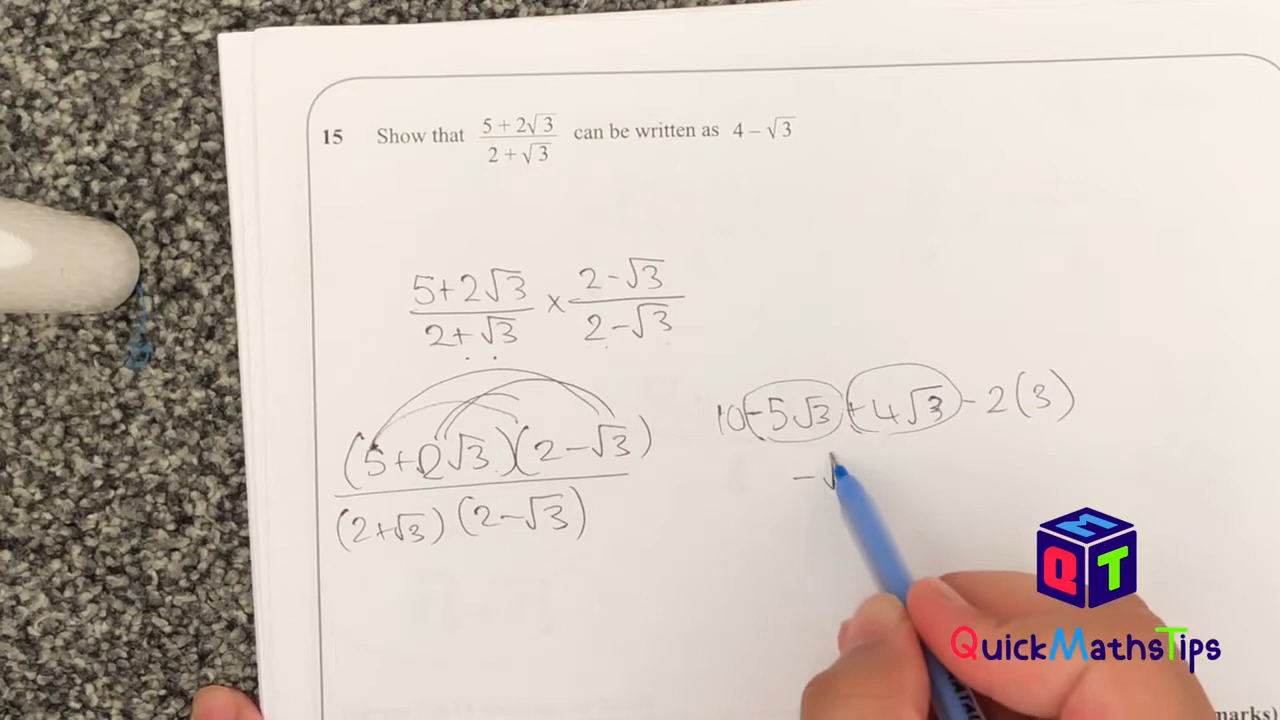 15 Show that (5 + 2√3)/(2 + √3) can be written as 4 – √3
(5+2√3)/(2+√3) × (2-√3)/(2-√3)
10 -5√3 +4√3 -2(3)
(5+2√3)(2-√3)
(2+√3)(2-√3)
-√
QT
M
QuickMathsTips
marks)